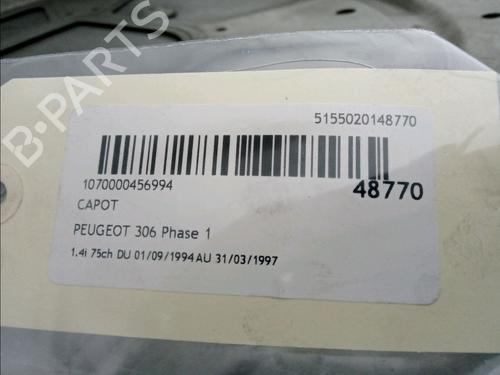 B-PARTS
5155020148770
1070000456994
48770
CAPOT
PEUGEOT 306 Phase 1
1.4i 75ch DU 01/09/1994 AU 31/03/1997